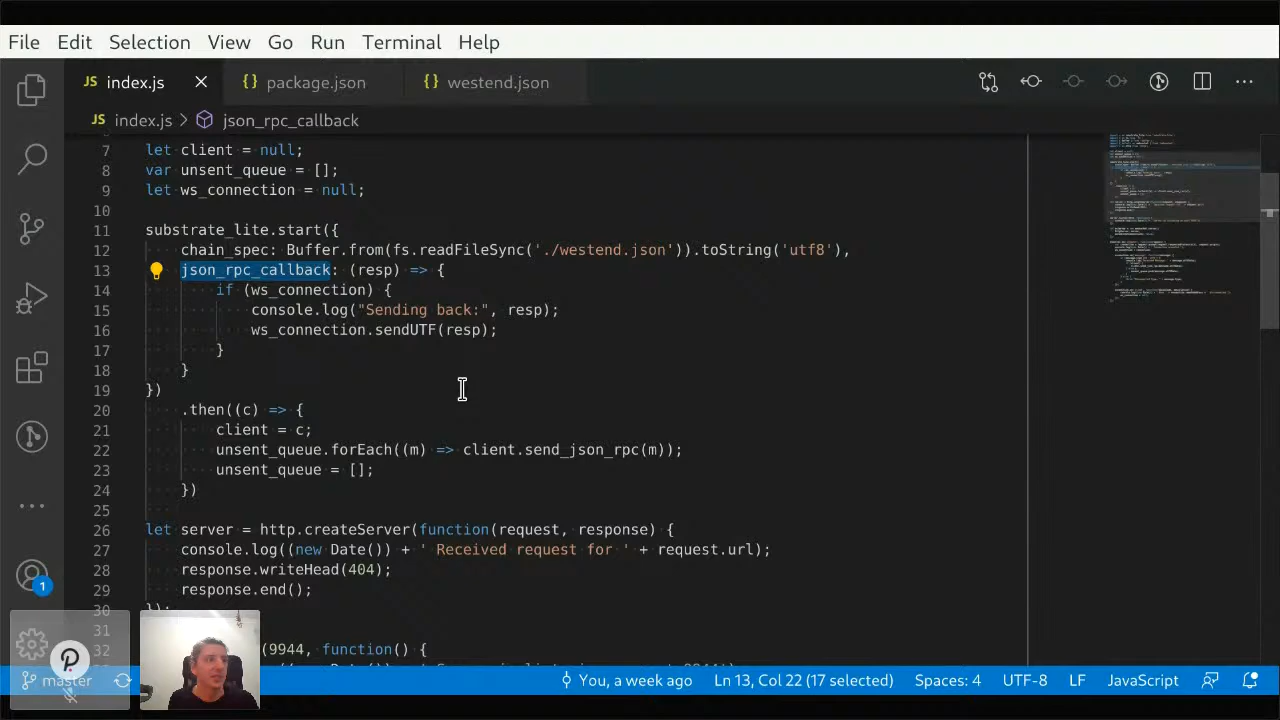 File Edit Selection View Go Run Terminal Help
JS index.js {} package.json {} westend.json
JS index.js > json_rpc_callback
7 let client = null;
8 var unsent_queue = [];
9 let ws_connection = null;
10
11 substrate_lite.start({
12 chain_spec: Buffer.from(fs.readFileSync('./westend.json')).toString('utf8'),
13 json_rpc_callback: (resp) => {
14 if (ws_connection) {
15 console.log("Sending back:", resp);
16 ws_connection.sendUTF(resp);
17 }
18 }
19 })
20 .then((c) => {
21 client = c;
22 unsent_queue.forEach((m) => client.send_json_rpc(m));
23 unsent_queue = [];
24 })
25
26 let server = http.createServer(function(request, response) {
27 console.log((new Date()) + ' Received request for ' + request.url);
28 response.writeHead(404);
29 response.end();
30 });
31
32 (9944, function() {
1
master You, a week ago Ln 13, Col 22 (17 selected) Spaces: 4 UTF-8 LF JavaScript